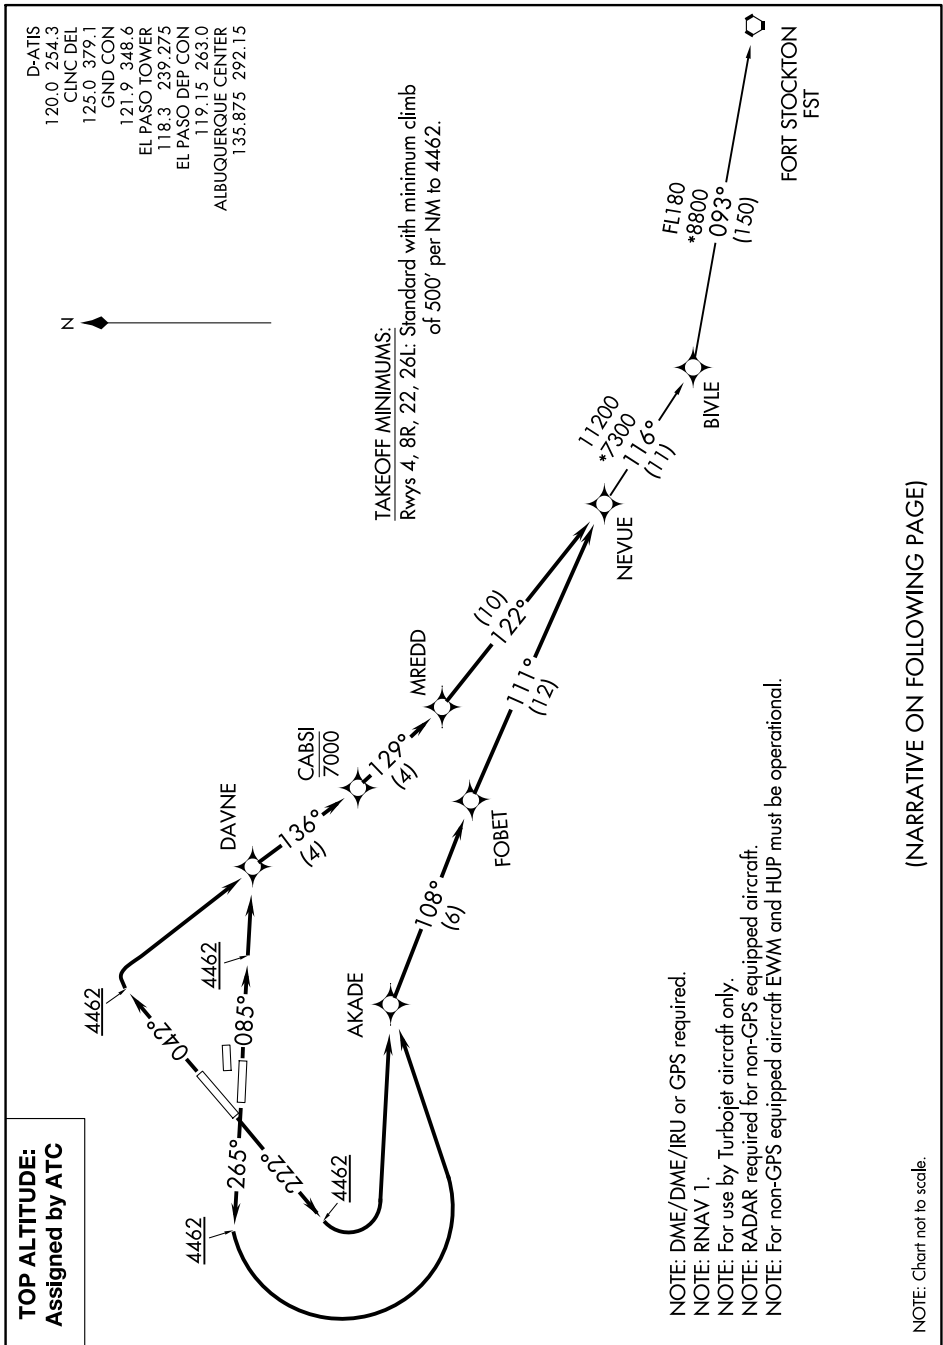 TOP ALTITUDE:
Assigned by ATC
D-ATIS
120.0 254.3
CLNC DEL
125.0 379.1
GND CON
121.9 348.6
EL PASO TOWER
118.3 239.275
EL PASO DEP CON
119.15 263.0
ALBUQUERQUE CENTER
135.875 292.15
N
TAKEOFF MINIMUMS:
Rwys 4, 8R, 22, 26L: Standard with minimum climb
of 500' per NM to 4462.
4462
042°
4462
085°
265°
4462
222°
4462
DAVNE
136°
(4)
CABSI
7000
129°
(4)
MREDD
(10)
122°
AKADE
108°
(6)
FOBET
111°
(12)
NEVUE
11200
*7300
116°
(11)
BIVLE
FL180
*8800
093°
(150)
FORT STOCKTON
FST
NOTE: DME/DME/IRU or GPS required.
NOTE: RNAV 1.
NOTE: For use by Turbojet aircraft only.
NOTE: RADAR required for non-GPS equipped aircraft.
NOTE: For non-GPS equipped aircraft EWM and HUP must be operational.
(NARRATIVE ON FOLLOWING PAGE)
NOTE: Chart not to scale.